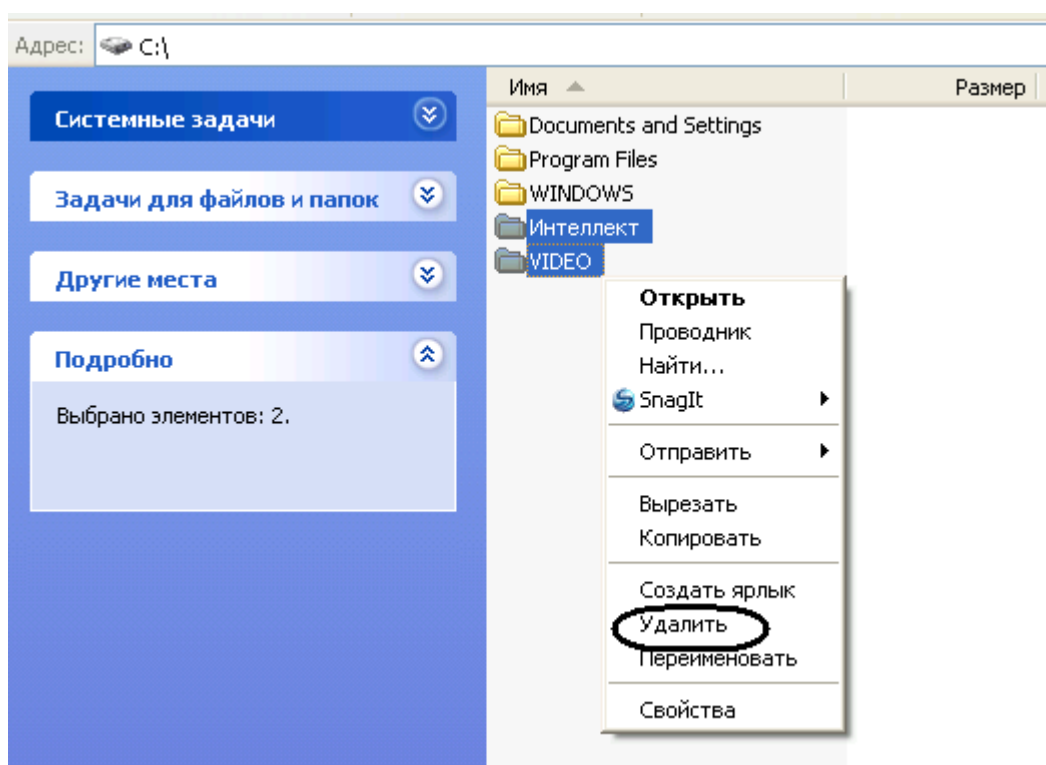 Адрес: C:\
Имя Размер
Системные задачи
Задачи для файлов и папок
Другие места
Подробно
Выбрано элементов: 2.
Documents and Settings
Program Files
WINDOWS
Интеллект
VIDEO
Открыть
Проводник
Найти...
SnagIt
Отправить
Вырезать
Копировать
Создать ярлык
Удалить
Переименовать
Свойства